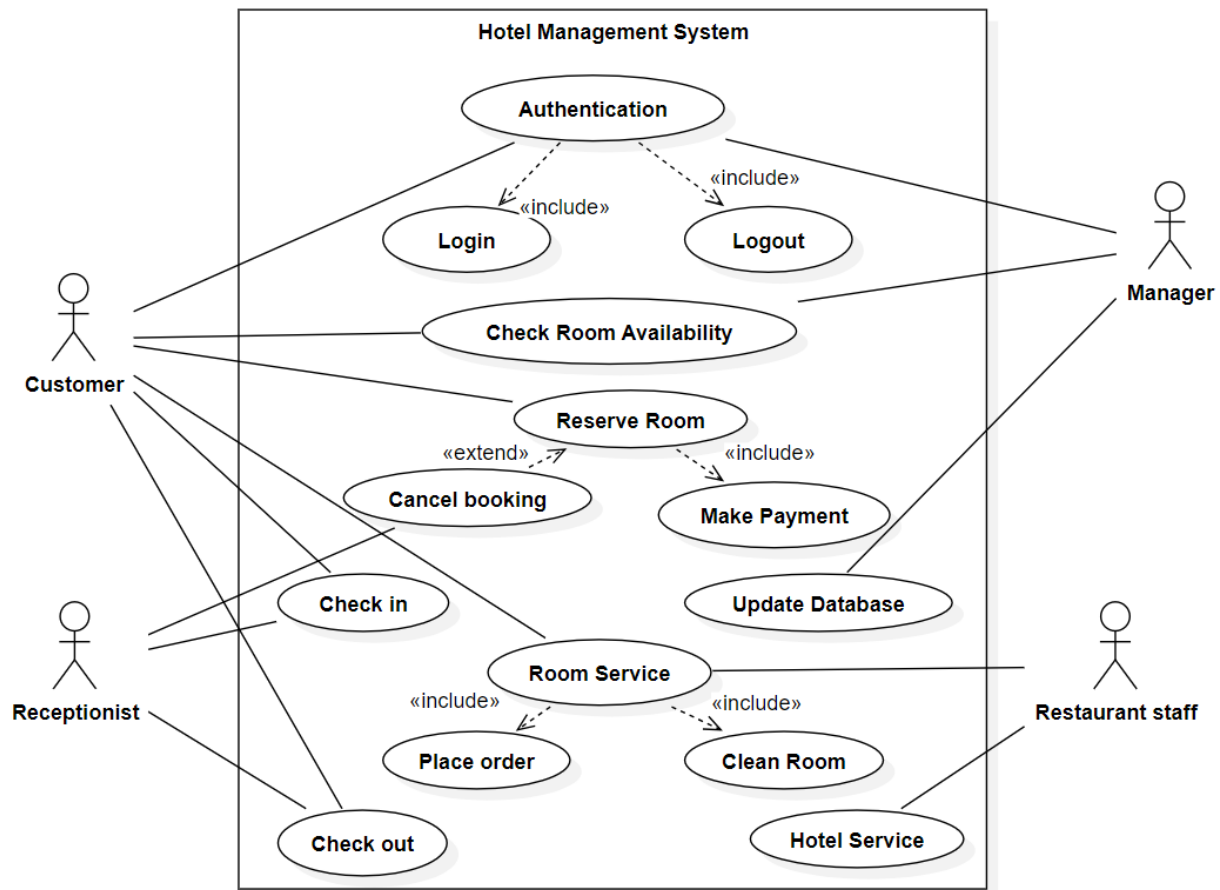 Hotel Management System
Authentication
«include»
«include»
Login
Logout
Manager
Check Room Availability
Customer
Reserve Room
«extend»
«include»
Cancel booking
Make Payment
Check in
Update Database
Room Service
Receptionist
Restaurant staff
«include»
«include»
Place order
Clean Room
Check out
Hotel Service